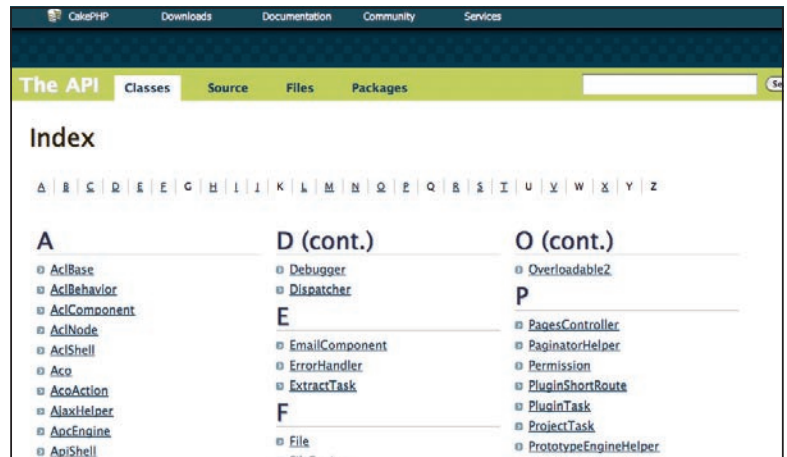 CakePHP Downloads Documentation Community Services
The API Classes Source Files Packages
Index
A B C D E F G H I J K L M N O P Q R S T U V W X Y Z
A
AclBase
AclBehavior
AclComponent
AclNode
AclShell
Aco
AcoAction
AjaxHelper
ApcEngine
ApiShell
D (cont.)
Debugger
Dispatcher
E
EmailComponent
ErrorHandler
ExtractTask
F
File
O (cont.)
Overloadable2
P
PagesController
PaginatorHelper
Permission
PluginShortRoute
PluginTask
ProjectTask
PrototypeEngineHelper